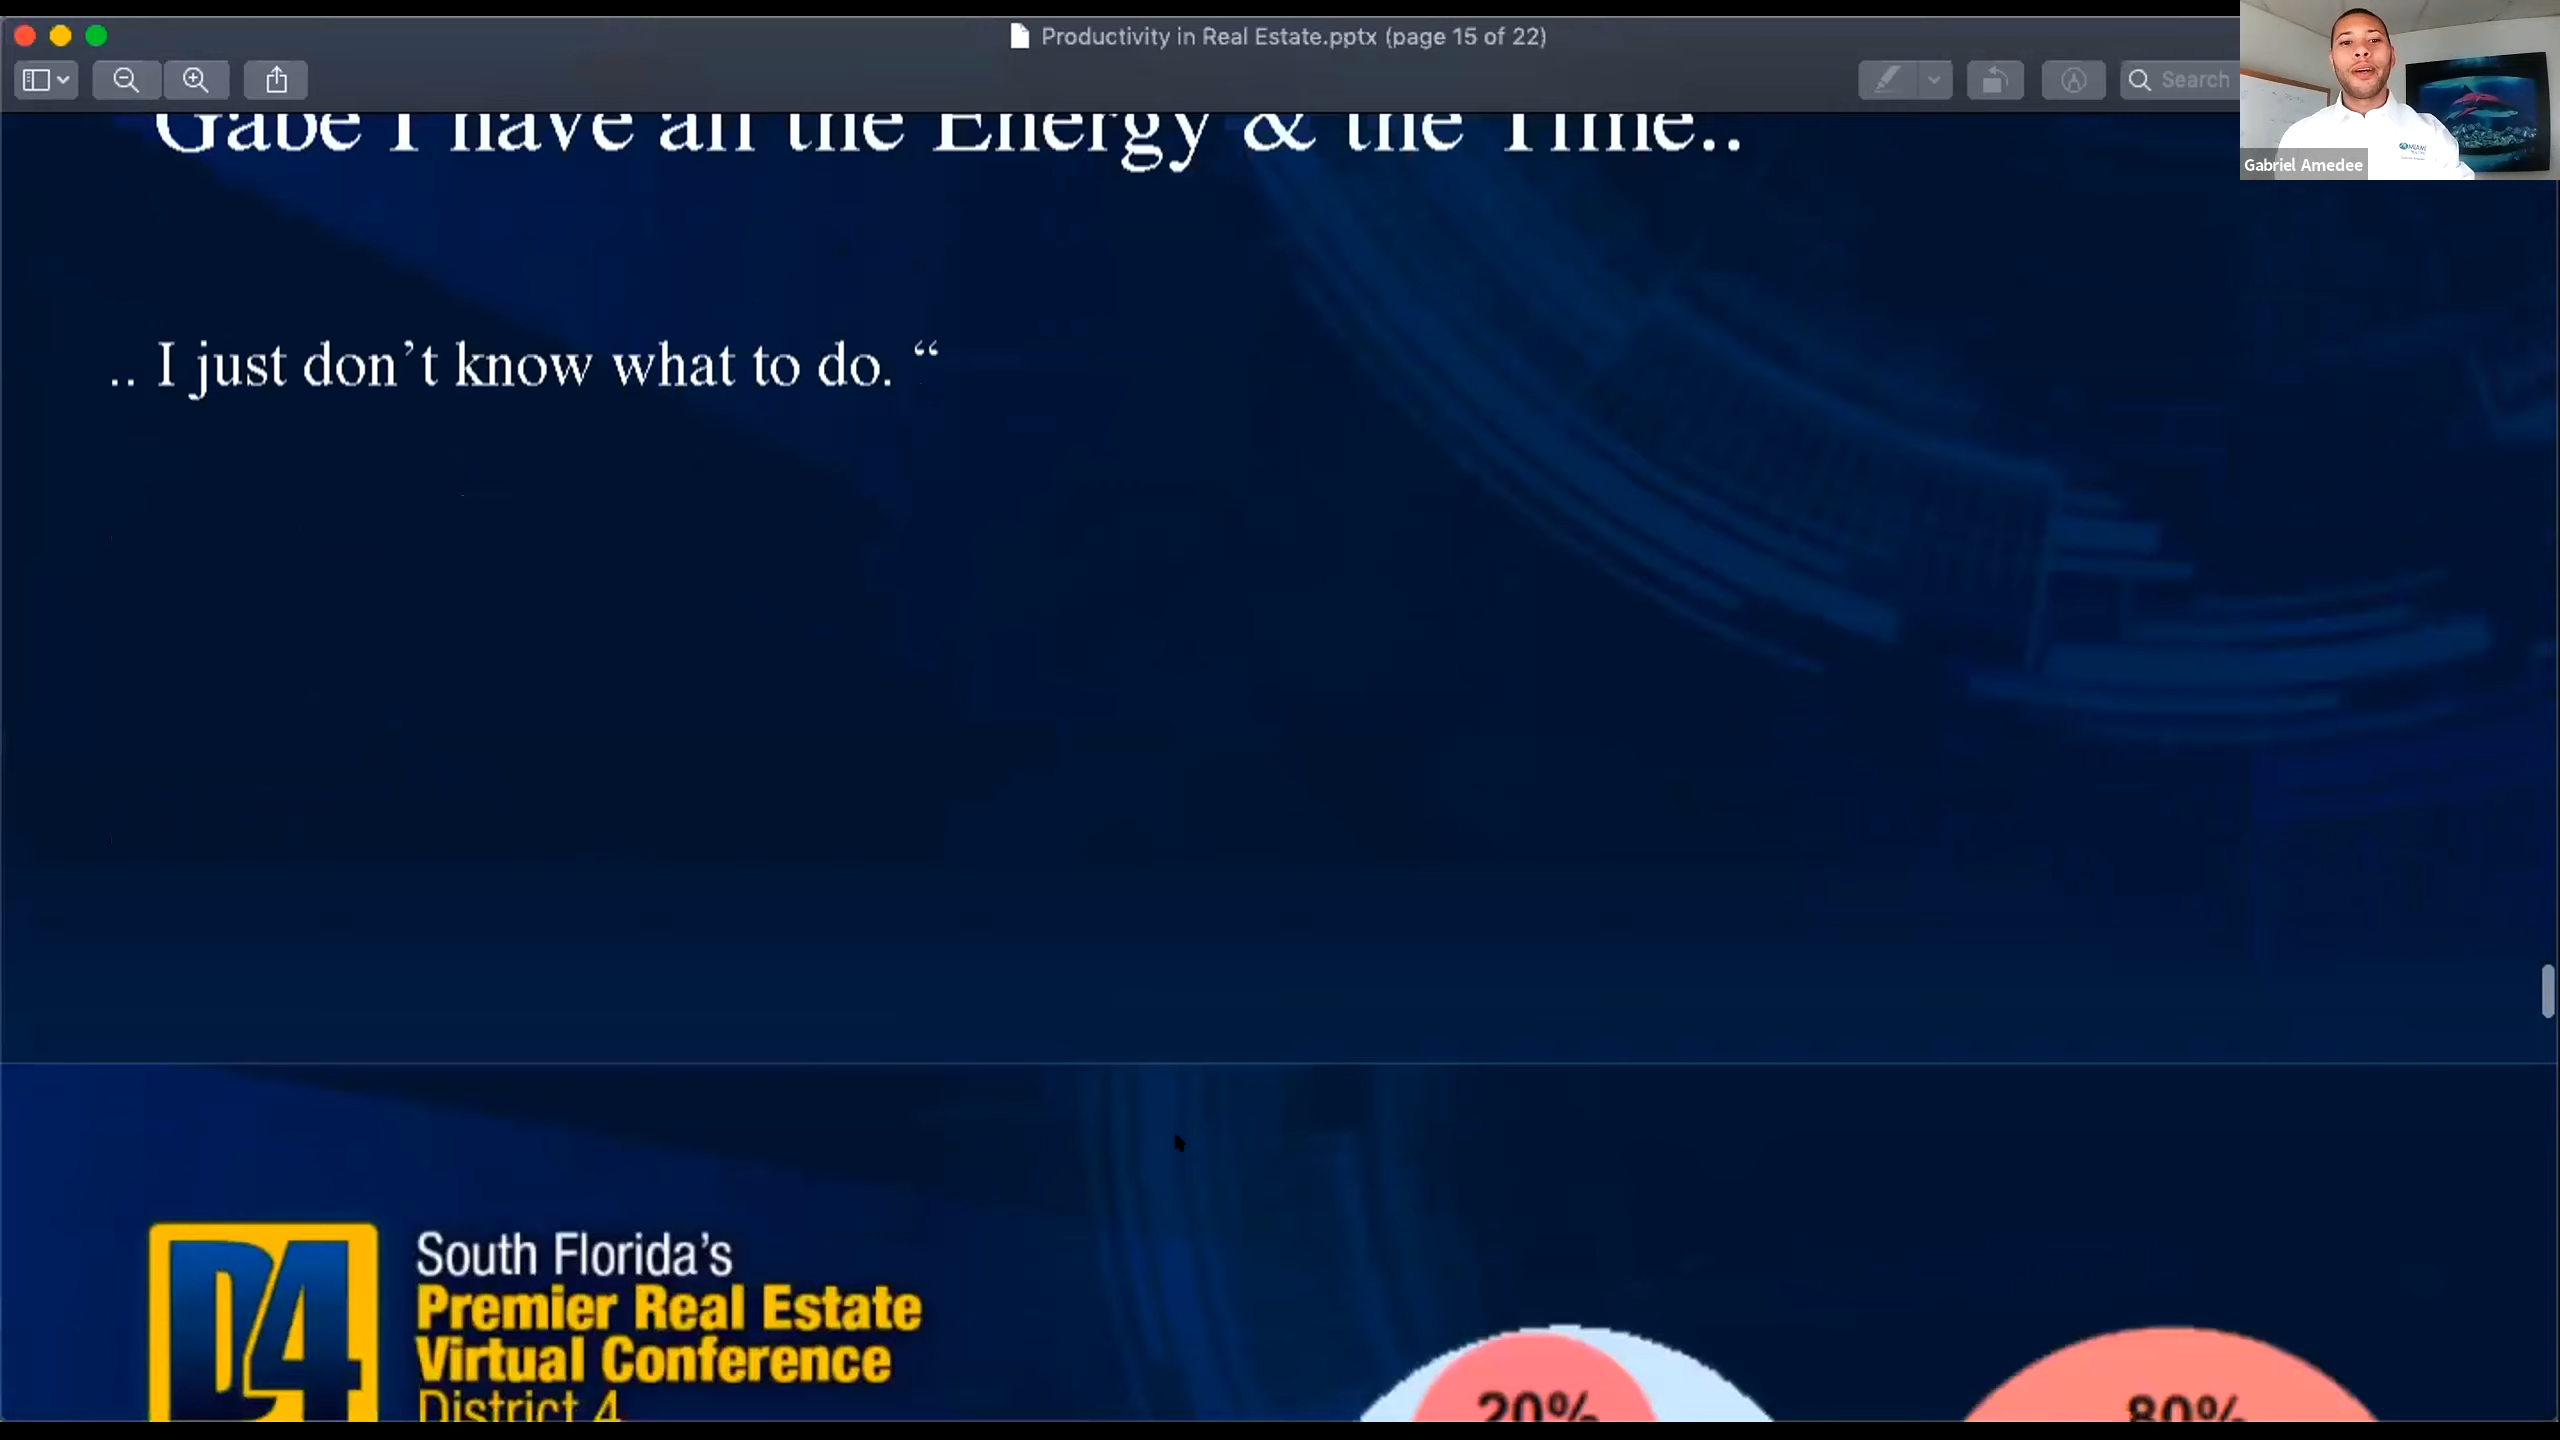 Productivity in Real Estate.pptx (page 15 of 22)
Search
Gabriel Amedee
Gabe I have all the Energy & the Time..
.. I just don’t know what to do. “
D4
South Florida’s
Premier Real Estate
Virtual Conference
District 4
20%
80%